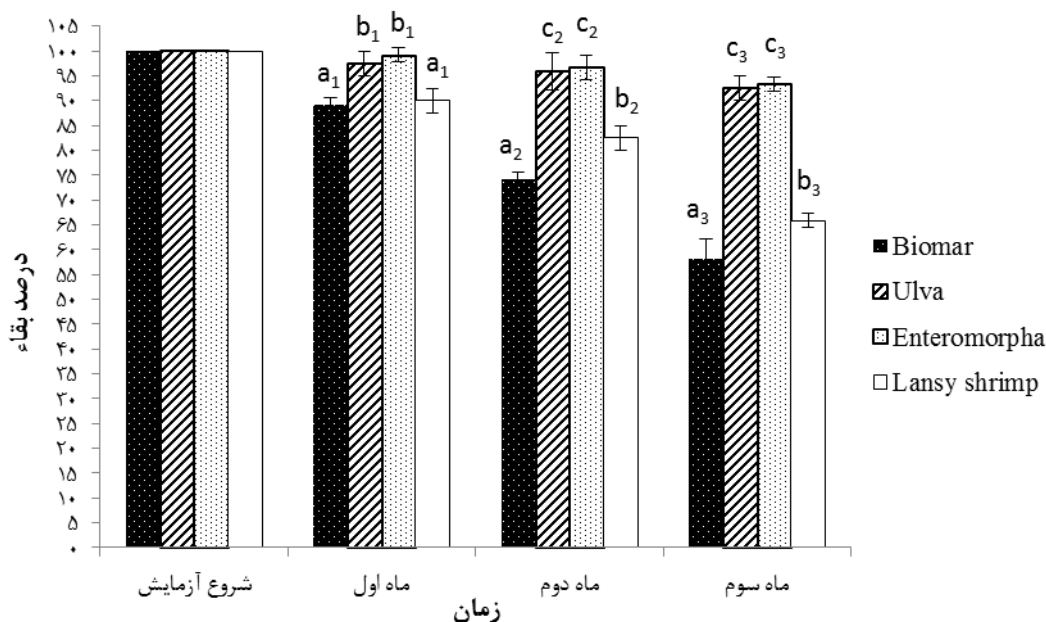 درصد بقاء
۱۰۵
۱۰۰
۹۵
۹۰
۸۵
۸۰
۷۵
۷۰
۶۵
۶۰
۵۵
۵۰
۴۵
۴۰
۳۵
۳۰
۲۵
۲۰
۱۵
۱۰
۵
۰
a₁ b₁ b₁ a₁
a₂ c₂ c₂ b₂
a₃ c₃ c₃ b₃
شروع آزمایش
ماه اول
ماه دوم
ماه سوم
زمان
Biomar
Ulva
Enteromorpha
Lansy shrimp